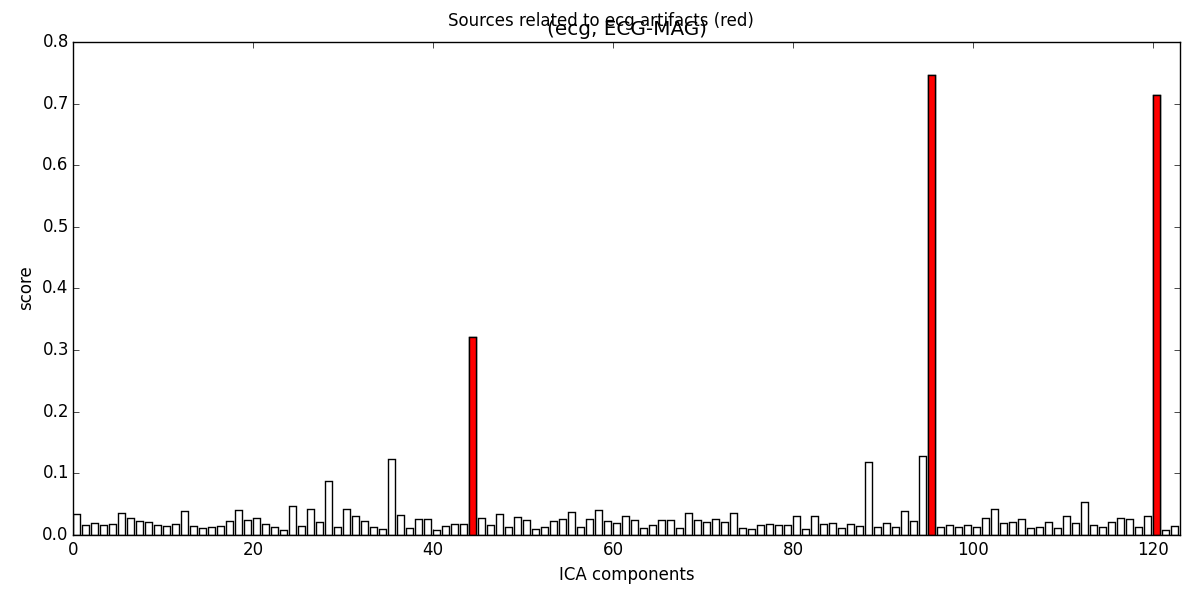 Sources related to ecg artifacts (red)
(ecg, ECG-MAG)
0.8
0.7
0.6
0.5
0.4
0.3
0.2
0.1
0.0
score
0 20 40 60 80 100 120
ICA components